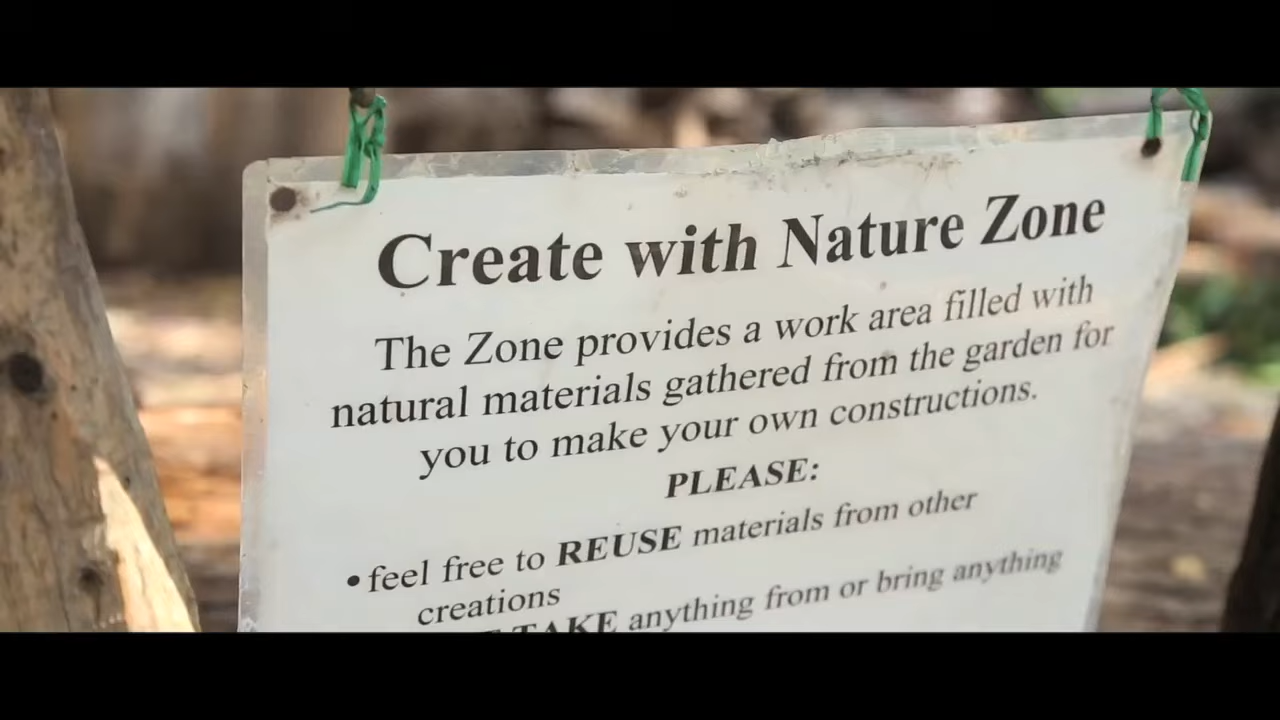 Create with Nature Zone
The Zone provides a work area filled with
natural materials gathered from the garden for
you to make your own constructions.
PLEASE:
• feel free to REUSE materials from other
creations
TAKE anything from or bring anything